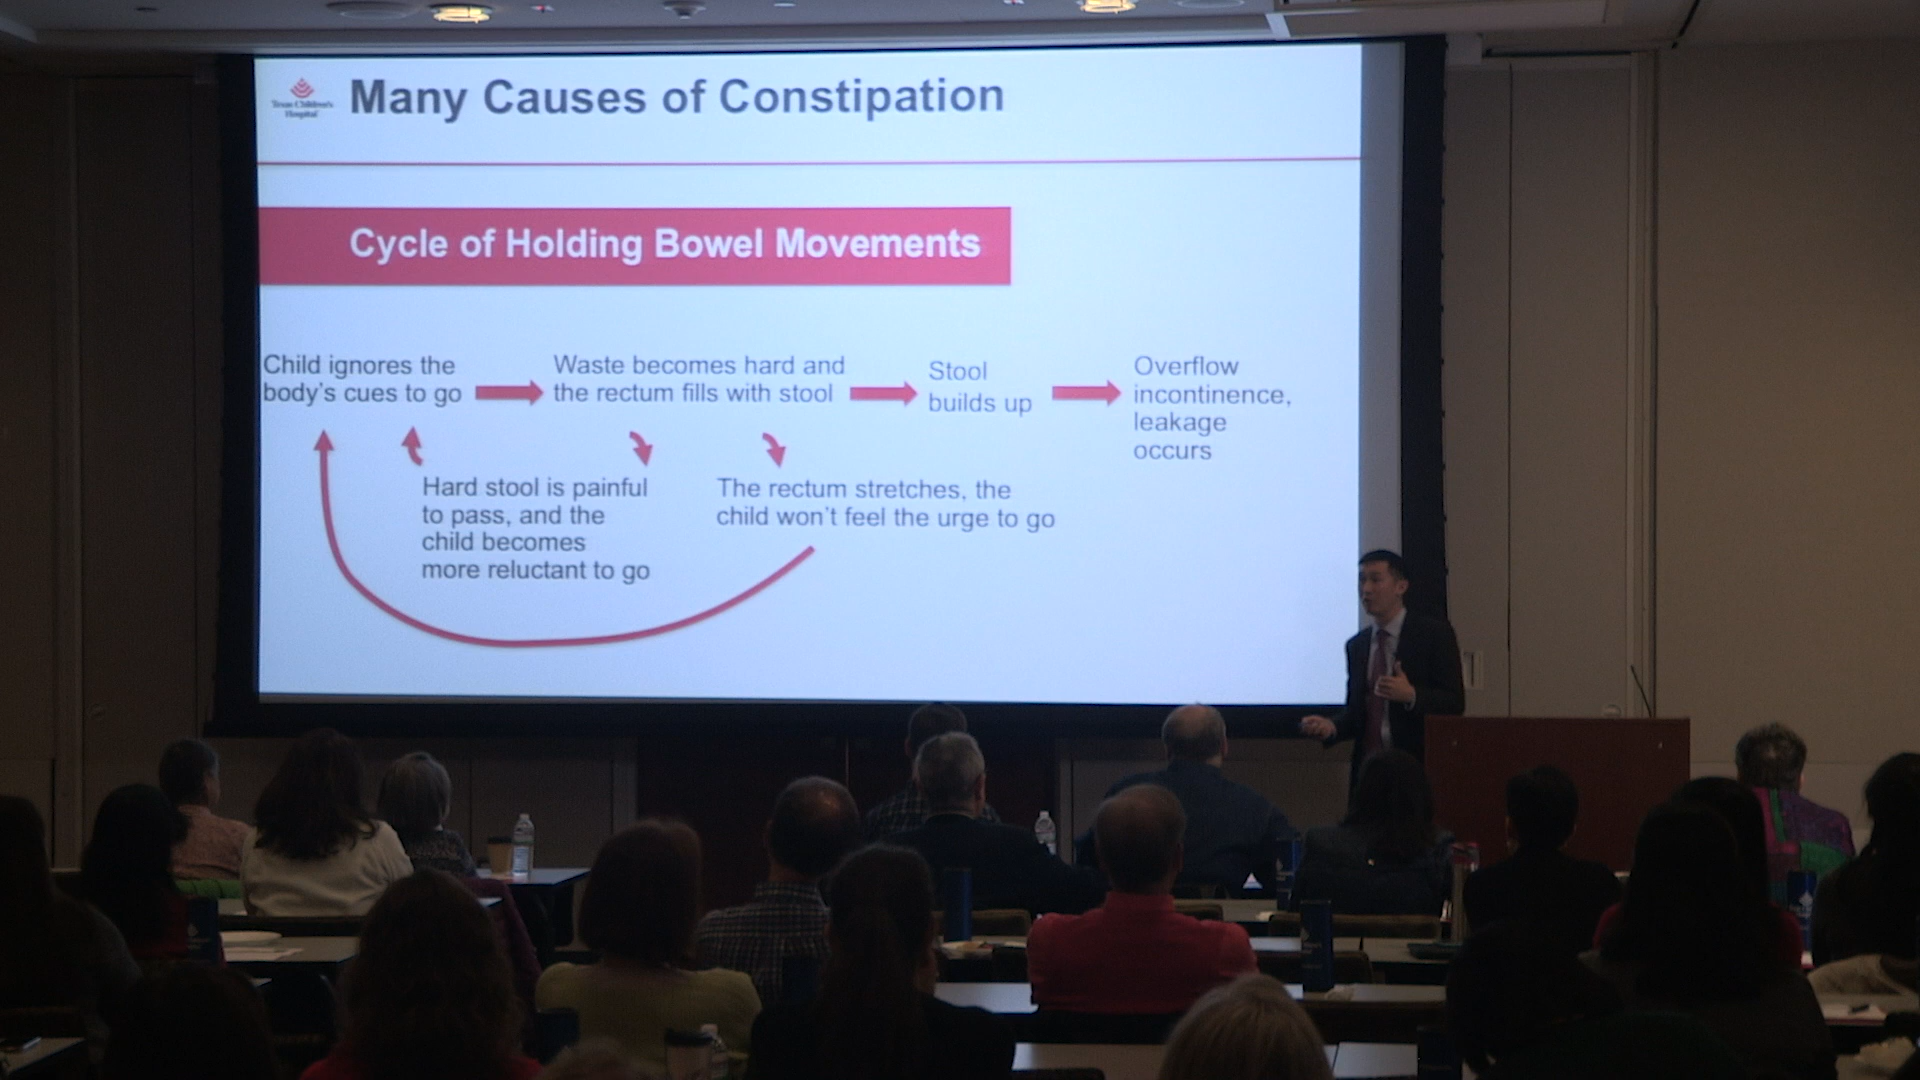 Texas Children's
Hospital
Many Causes of Constipation
Cycle of Holding Bowel Movements
Child ignores the
body's cues to go
Waste becomes hard and
the rectum fills with stool
Stool
builds up
Overflow
incontinence,
leakage
occurs
Hard stool is painful
to pass, and the
child becomes
more reluctant to go
The rectum stretches, the
child won't feel the urge to go